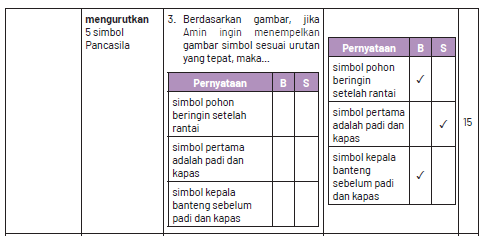 mengurutkan
5 simbol
Pancasila
3. Berdasarkan gambar, jika
Amin ingin menempelkan
gambar simbol sesuai urutan
yang tepat, maka...
Pernyataan B S
simbol pohon
beringin setelah
rantai
simbol pertama
adalah padi dan
kapas
simbol kepala
banteng sebelum
padi dan kapas
Pernyataan B S
simbol pohon
beringin
setelah rantai
✓
simbol pertama
adalah padi dan
kapas
✓
simbol kepala
banteng
sebelum padi
dan kapas
✓
15